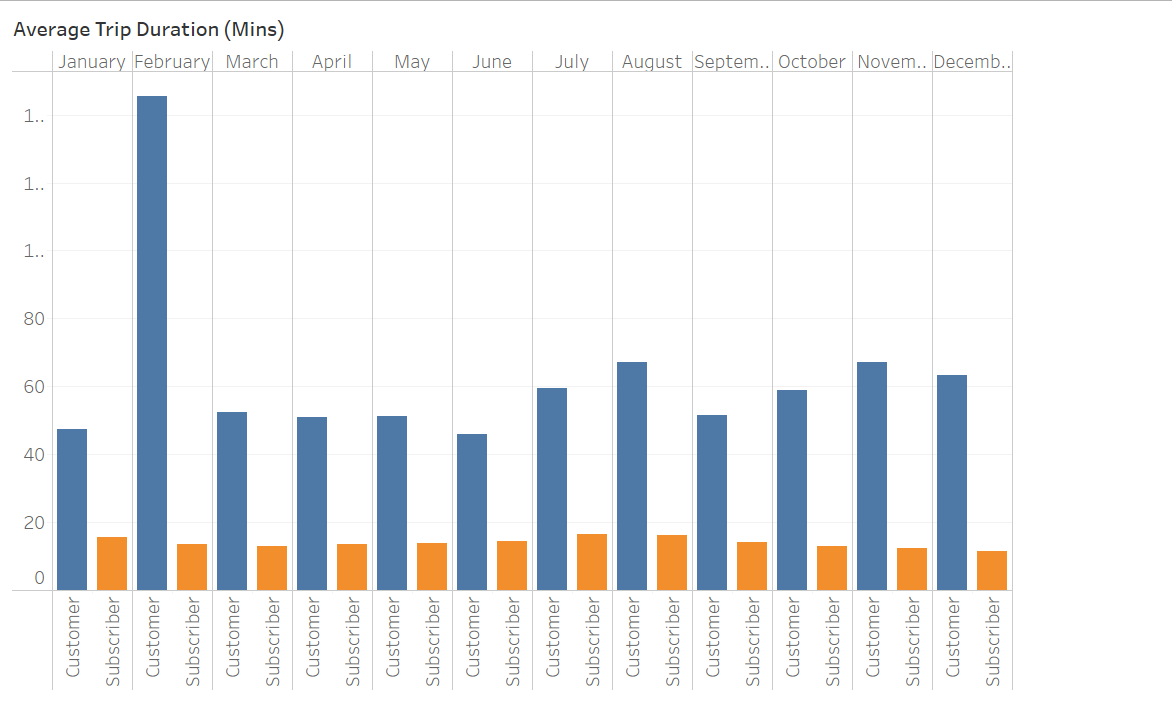 Average Trip Duration (Mins)
January February March April May June July August Septem.. October Novem.. Decemb..
1..
1..
1..
80
60
40
20
0
Customer Subscriber Customer Subscriber Customer Subscriber Customer Subscriber Customer Subscriber Customer Subscriber Customer Subscriber Customer Subscriber Customer Subscriber Customer Subscriber Customer Subscriber Customer Subscriber